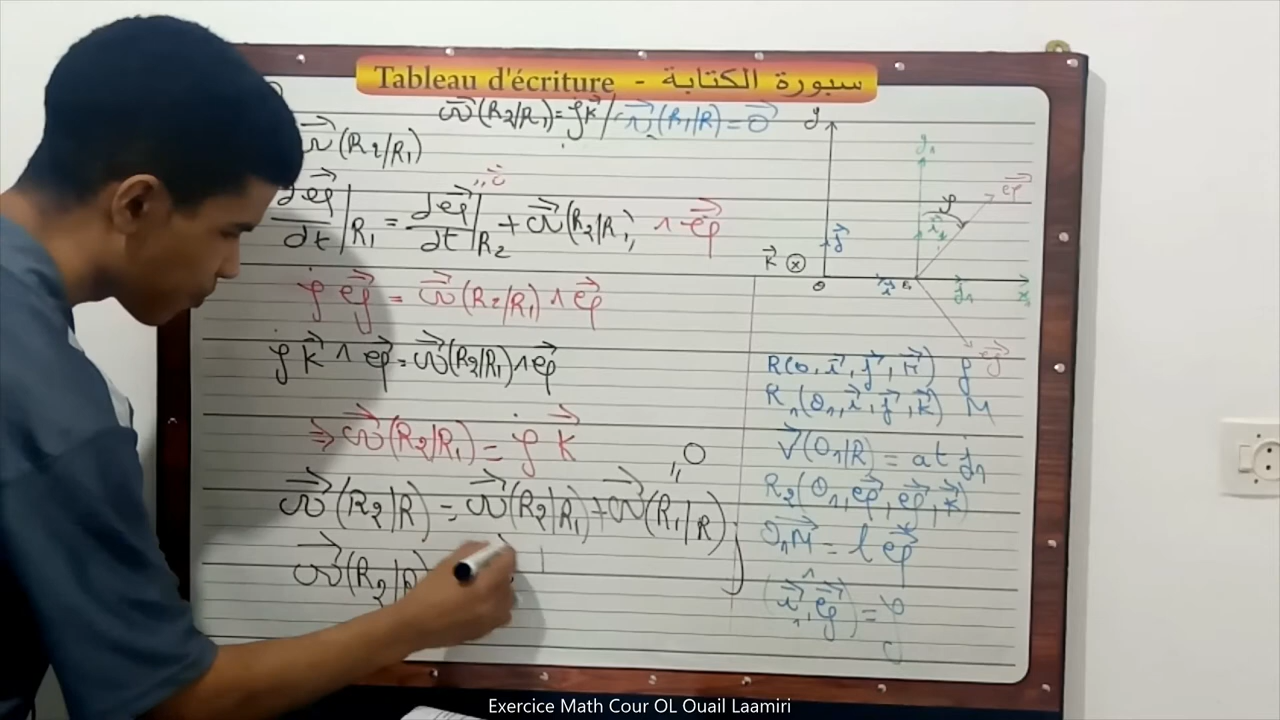 Tableau d'écriture - سبورة الكتابة
ω⃗(R₂/R₁)= φ̇ k⃗ / ω⃗(R₁/R)=0⃗
ω⃗(R₂/R₁)
de⃗ρ/dt|R₁ = de⃗ρ/dt|R₂ + ω⃗(R₂/R₁) ∧ e⃗ρ
φ̇ e⃗φ = ω⃗(R₂/R₁) ∧ e⃗ρ
φ̇ k⃗ ∧ e⃗ρ = ω⃗(R₂/R₁) ∧ e⃗ρ
⇒ ω⃗(R₂/R₁) = φ̇ k⃗
ω⃗(R₂|R) = ω⃗(R₂|R₁) + ω⃗(R₁|R)
0
ω⃗(R₂|
y
y₁
e⃗ρ
φ
j⃗
k⃗
o
x
e⃗φ
R(o, i⃗, j⃗, k⃗)
R₁(O₁, i⃗, j⃗, k⃗) M
V⃗(O₁/R) = at j⃗₁
R₂(O₁, e⃗ρ, e⃗φ, k⃗)
O₁M⃗ = l e⃗ρ
(i⃗₁, e⃗ρ) = φ
Exercice Math Cour OL Ouail Laamiri